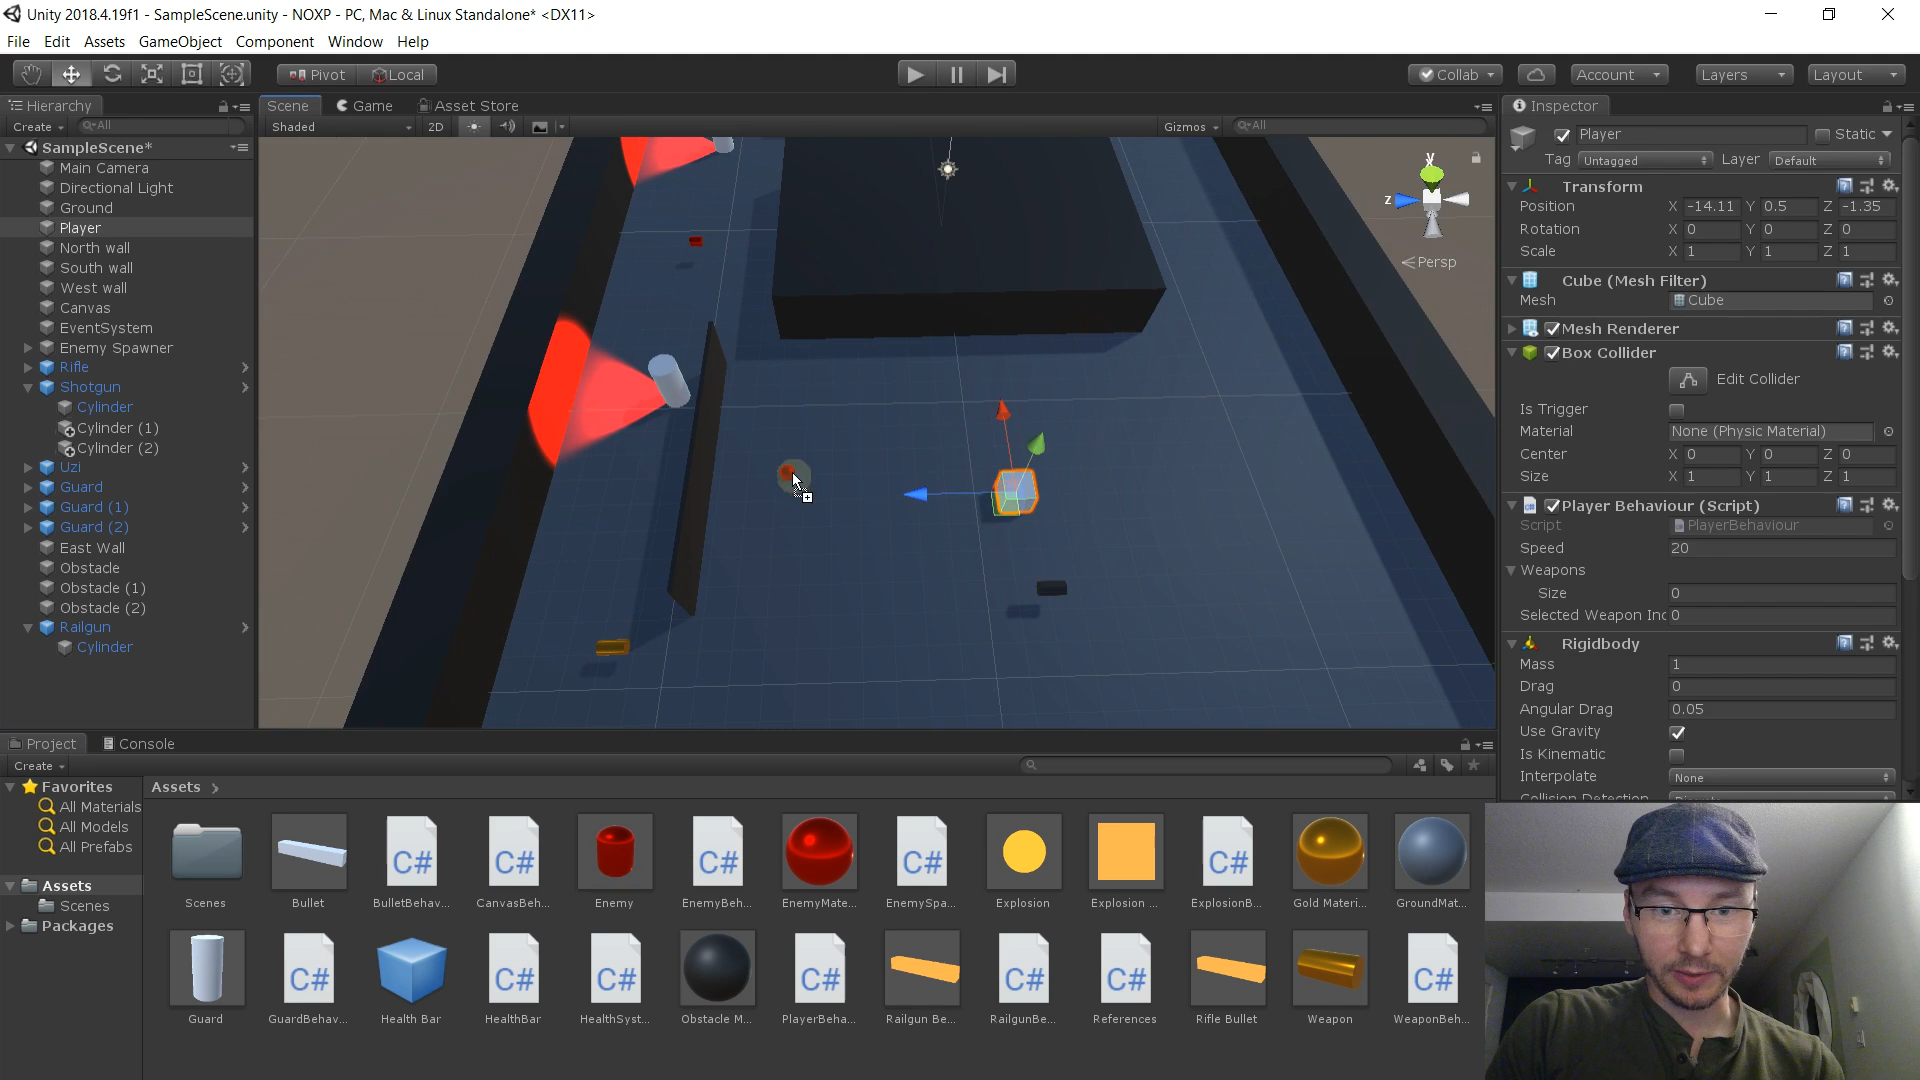 Unity 2018.4.19f1 - SampleScene.unity - NOXP - PC, Mac & Linux Standalone* <DX11>
File Edit Assets GameObject Component Window Help
Pivot Local Collab Account Layers Layout
Hierarchy
Create All
SampleScene*
Main Camera
Directional Light
Ground
Player
North wall
South wall
West wall
Canvas
EventSystem
Enemy Spawner
Rifle
Shotgun
Cylinder
Cylinder (1)
Cylinder (2)
Uzi
Guard
Guard (1)
Guard (2)
East Wall
Obstacle
Obstacle (1)
Obstacle (2)
Railgun
Cylinder
Scene Game Asset Store
Shaded 2D Gizmos All
y
z
Persp
Inspector
Player Static
Tag Untagged Layer Default
Transform
Position X -14.11 Y 0.5 Z -1.35
Rotation X 0 Y 0 Z 0
Scale X 1 Y 1 Z 1
Cube (Mesh Filter)
Mesh Cube
Mesh Renderer
Box Collider
Edit Collider
Is Trigger
Material None (Physic Material)
Center X 0 Y 0 Z 0
Size X 1 Y 1 Z 1
Player Behaviour (Script)
Script PlayerBehaviour
Speed 20
Weapons
Size 0
Selected Weapon Inc 0
Rigidbody
Mass 1
Drag 0
Angular Drag 0.05
Use Gravity
Is Kinematic
Interpolate None
Collision Detection
Project Console
Create
Favorites
All Materials
All Models
All Prefabs
Assets
Scenes
Packages
Assets
C# C# C# C# C#
Scenes Bullet BulletBehav... CanvasBeh... Enemy EnemyBeh... EnemyMate... EnemySpa... Explosion Explosion ... ExplosionB... Gold Materi... GroundMat...
C# C# C# C# C# C# C#
Guard GuardBehav... Health Bar HealthBar HealthSyst... Obstacle M... PlayerBeha... Railgun Be... RailgunBe... References Rifle Bullet Weapon WeaponBeh...